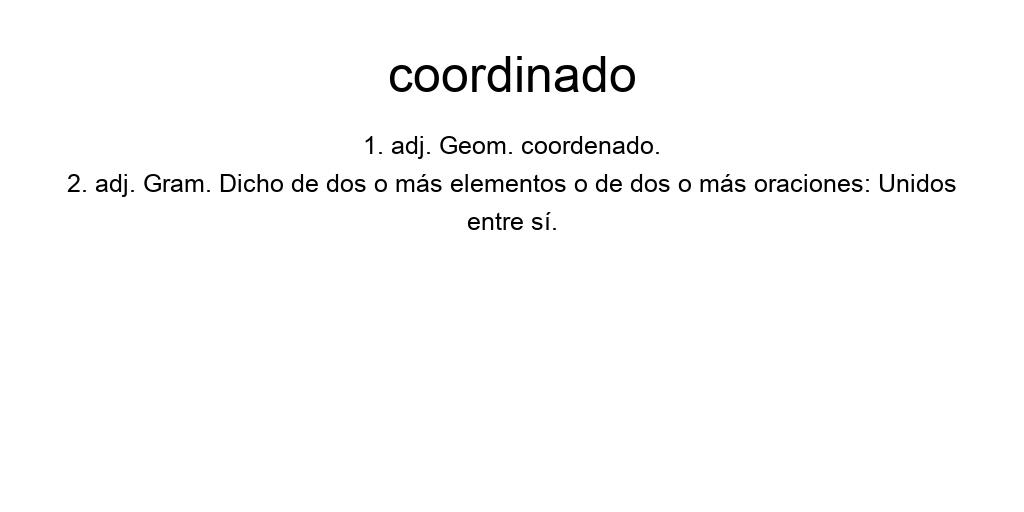 coordinado
1. adj. Geom. coordenado.
2. adj. Gram. Dicho de dos o más elementos o de dos o más oraciones: Unidos
entre sí.